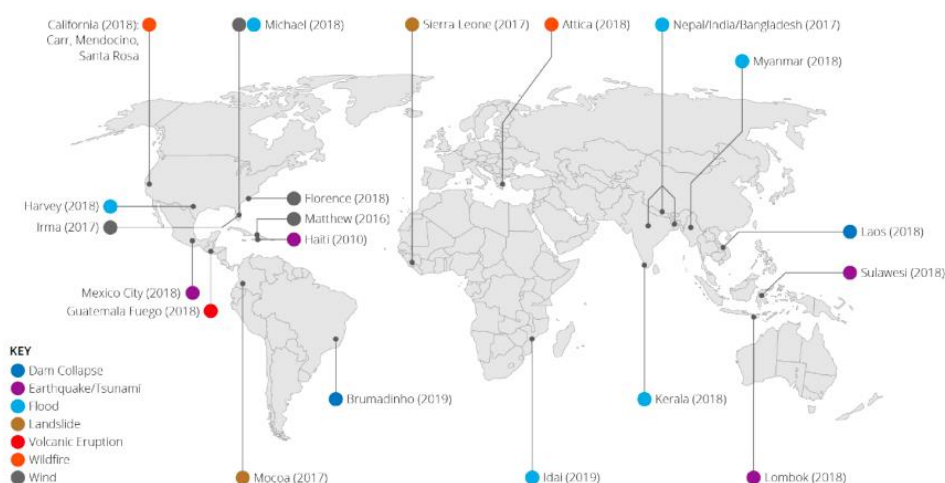 California (2018):
Carr, Mendocino,
Santa Rosa
Michael (2018)
Sierra Leone (2017)
Attica (2018)
Nepal/India/Bangladesh (2017)
Myanmar (2018)
Harvey (2018)
Irma (2017)
Florence (2018)
Matthew (2016)
Haiti (2010)
Laos (2018)
Sulawesi (2018)
Mexico City (2018)
Guatemala Fuego (2018)
KEY
Dam Collapse
Earthquake/Tsunami
Flood
Landslide
Volcanic Eruption
Wildfire
Wind
Brumadinho (2019)
Kerala (2018)
Mocoa (2017)
Idai (2019)
Lombok (2018)